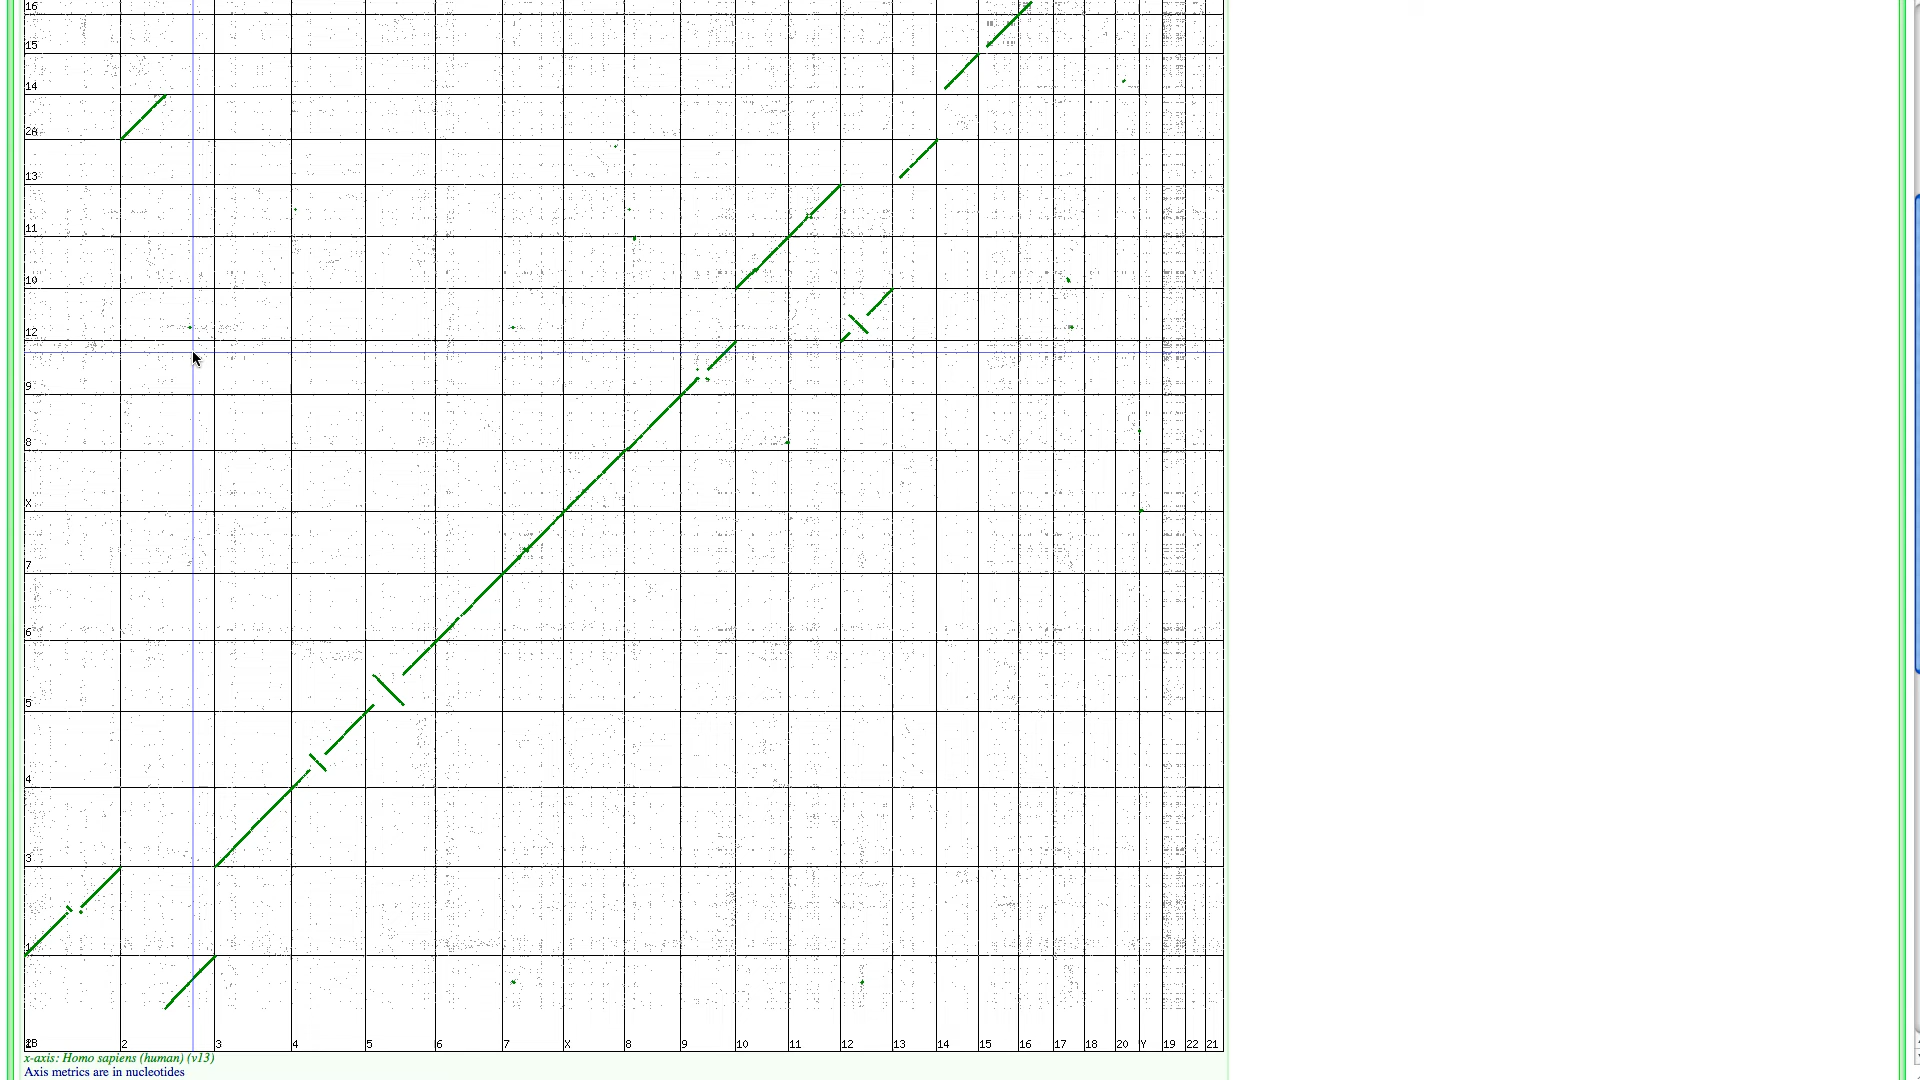 16
15
14
2A
13
11
10
12
9
8
X
7
6
5
4
3
1
2B
2 3 4 5 6 7 X 8 9 10 11 12 13 14 15 16 17 18 20 Y 19 22 21
x-axis: Homo sapiens (human) (v13)
Axis metrics are in nucleotides